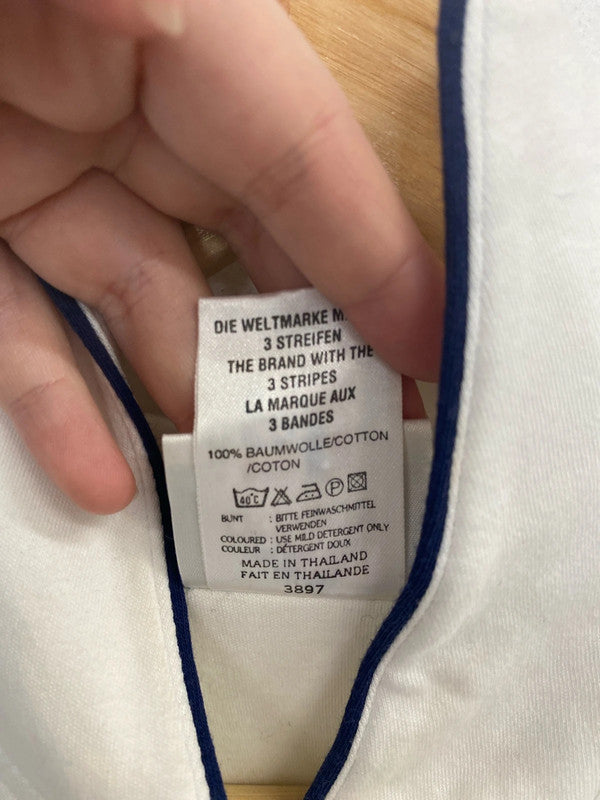 DIE WELTMARKE M
3 STREIFEN
THE BRAND WITH THE
3 STRIPES
LA MARQUE AUX
3 BANDES
100% BAUMWOLLE/COTTON
/COTON
40°C P
BUNT : BITTE FEINWASCHMITTEL
VERWENDEN
COLOURED : USE MILD DETERGENT ONLY
COULEUR : DÉTERGENT DOUX
MADE IN THAILAND
FAIT EN THAILANDE
3897